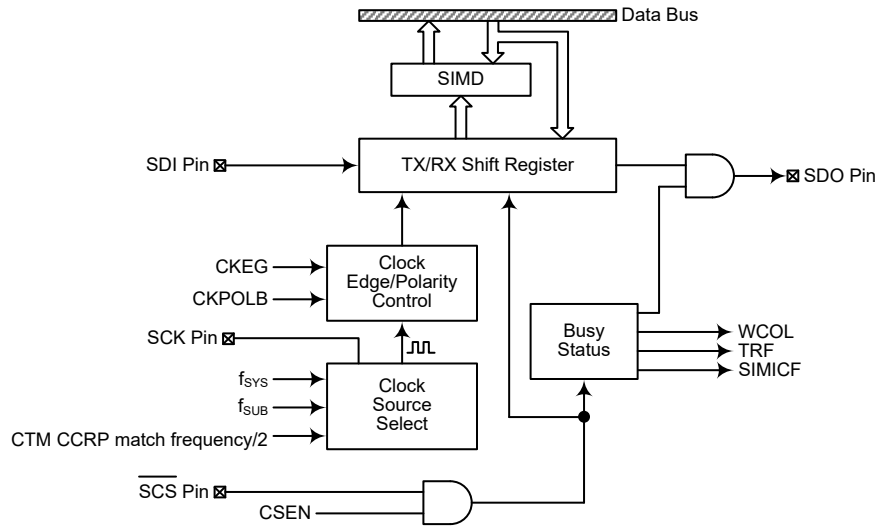 Data Bus
SIMD
SDI Pin
TX/RX Shift Register
SDO Pin
CKEG
CKPOLB
Clock
Edge/Polarity
Control
SCK Pin
Busy
Status
WCOL
TRF
SIMICF
fSYS
fSUB
CTM CCRP match frequency/2
Clock
Source
Select
SCS Pin
CSEN